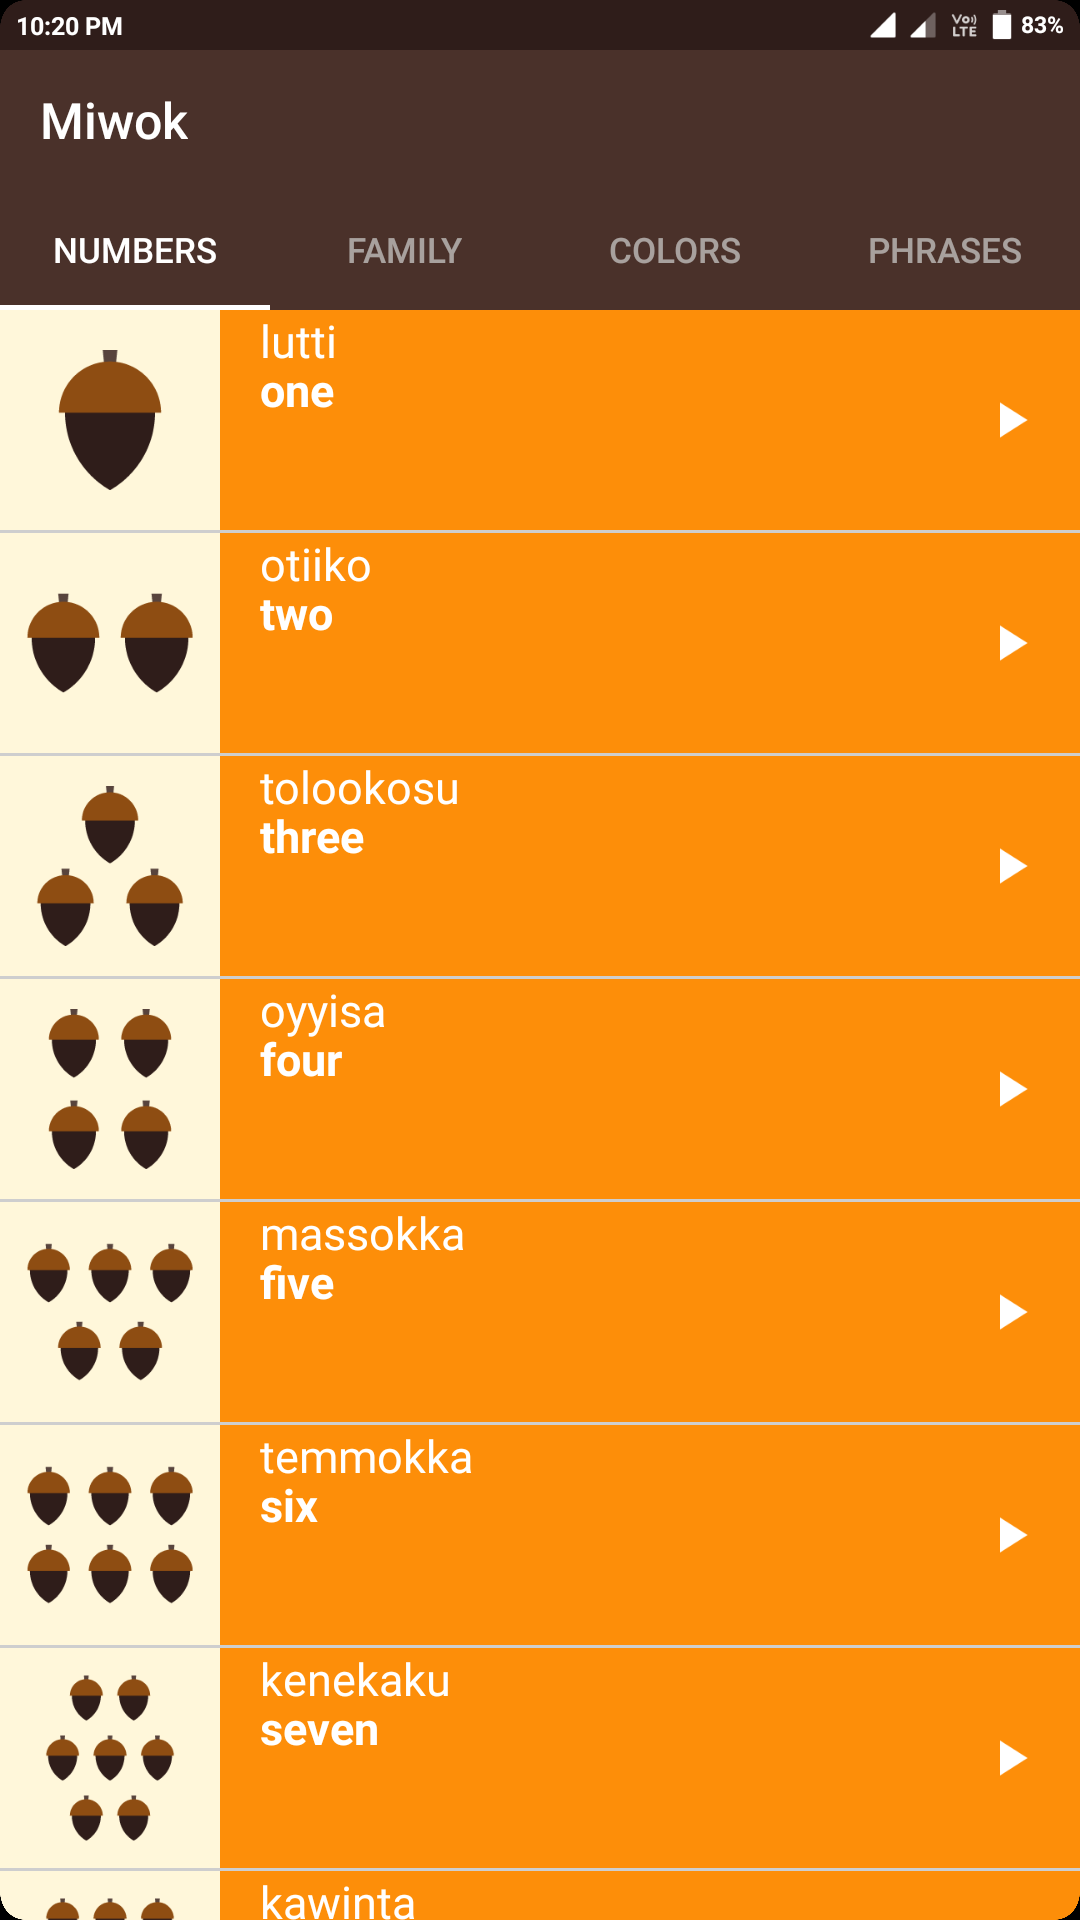 10:20 PM Vo)) LTE 83%
Miwok
NUMBERS FAMILY COLORS PHRASES
lutti
one
otiiko
two
tolookosu
three
oyyisa
four
massokka
five
temmokka
six
kenekaku
seven
kawinta